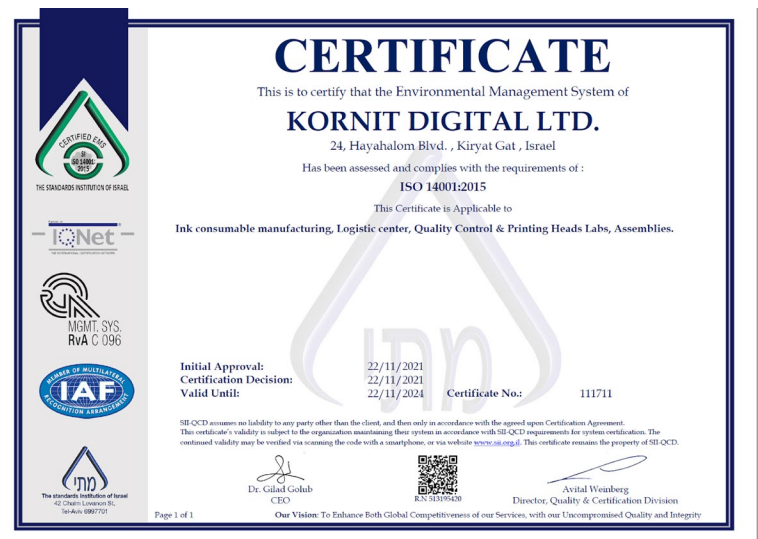 CERTIFICATE
This is to certify that the Environmental Management System of
KORNIT DIGITAL LTD.
24, Hayahalom Blvd. , Kiryat Gat , Israel
Has been assessed and complies with the requirements of :
ISO 14001:2015
This Certificate is Applicable to
Ink consumable manufacturing, Logistic center, Quality Control & Printing Heads Labs, Assemblies.
CERTIFIED EMS
SI
ISO 14001:
2015
THE STANDARDS INSTITUTION OF ISRAEL
IQNet
THE INTERNATIONAL CERTIFICATION NETWORK
RvA
MGMT. SYS.
RvA C 096
MEMBER OF MULTILATERAL
IAF
RECOGNITION ARRANGEMENT
מתי
The standards Institution of Israel
42 Chaim Levanon St.
Tel-Aviv 6997701
מתי
Initial Approval: 22/11/2021
Certification Decision: 22/11/2021
Valid Until: 22/11/2024 Certificate No.: 111711
SII-QCD assumes no liability to any party other than the client, and then only in accordance with the agreed upon Certification Agreement.
This certificate's validity is subject to the organization maintaining their system in accordance with SII-QCD requirements for system certification. The
continued validity may be verified via scanning the code with a smartphone, or via website www.sii.org.il. This certificate remains the property of SII-QCD.
Dr. Gilad Golub
CEO
R.N 513195420
Avital Weinberg
Director, Quality & Certification Division
Page 1 of 1
Our Vision: To Enhance Both Global Competitiveness of our Services, with our Uncompromised Quality and Integrity